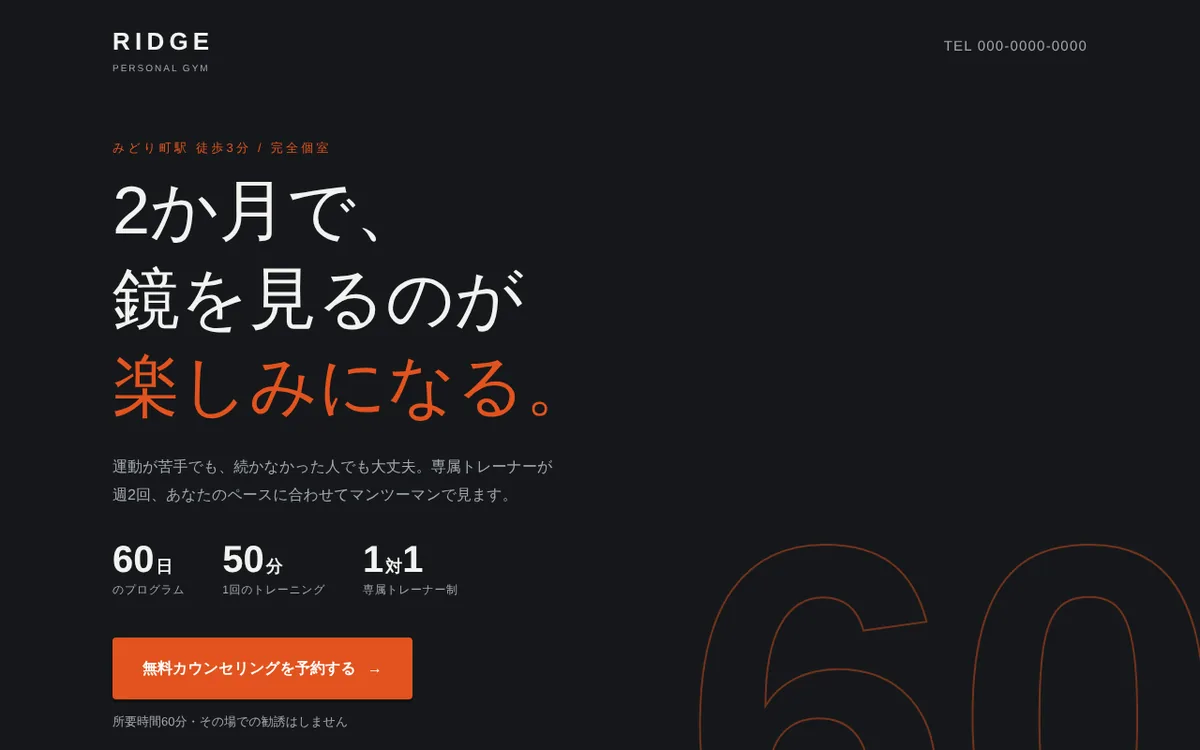 RIDGE
PERSONAL GYM
TEL 000-0000-0000
みどり町駅 徒歩3分 / 完全個室
2か月で、
鏡を見るのが
楽しみになる。
運動が苦手でも、続かなかった人でも大丈夫。専属トレーナーが
週2回、あなたのペースに合わせてマンツーマンで見ます。
60日
のプログラム
50分
1回のトレーニング
1対1
専属トレーナー制
無料カウンセリングを予約する →
所要時間60分・その場での勧誘はしません
60